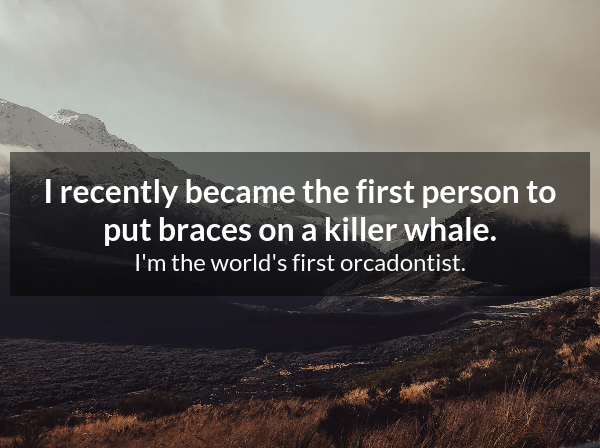 I recently became the first person to
put braces on a killer whale.
I'm the world's first orcadontist.